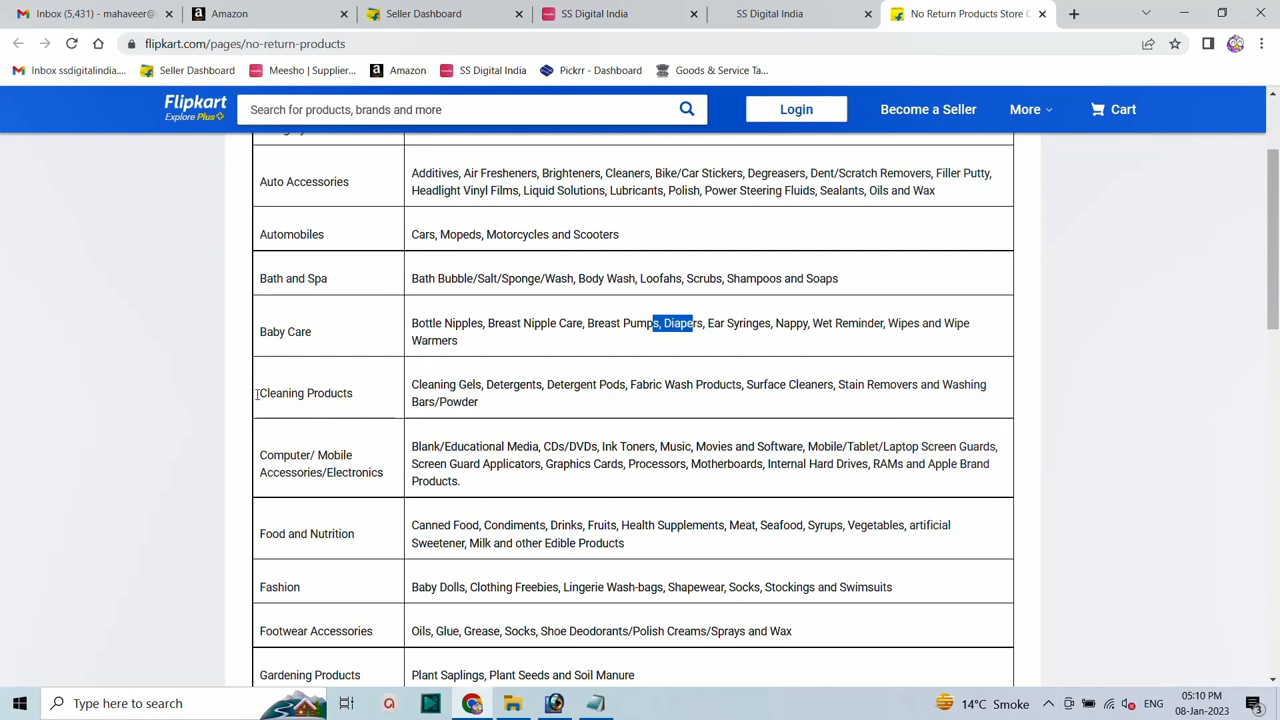 Inbox (5,431) - mahaveer@
Amazon
Seller Dashboard
SS Digital India
SS Digital India
No Return Products Store O
flipkart.com/pages/no-return-products
Inbox ssdigitalindia....
Seller Dashboard
Meesho | Supplier...
Amazon
SS Digital India
Pickrr - Dashboard
Goods & Service Ta...
Flipkart
Explore Plus
Search for products, brands and more
Login
Become a Seller
More
Cart
Auto Accessories
Additives, Air Fresheners, Brighteners, Cleaners, Bike/Car Stickers, Degreasers, Dent/Scratch Removers, Filler Putty,
Headlight Vinyl Films, Liquid Solutions, Lubricants, Polish, Power Steering Fluids, Sealants, Oils and Wax
Automobiles
Cars, Mopeds, Motorcycles and Scooters
Bath and Spa
Bath Bubble/Salt/Sponge/Wash, Body Wash, Loofahs, Scrubs, Shampoos and Soaps
Baby Care
Bottle Nipples, Breast Nipple Care, Breast Pumps, Diapers, Ear Syringes, Nappy, Wet Reminder, Wipes and Wipe
Warmers
Cleaning Products
Cleaning Gels, Detergents, Detergent Pods, Fabric Wash Products, Surface Cleaners, Stain Removers and Washing
Bars/Powder
Computer/ Mobile
Accessories/Electronics
Blank/Educational Media, CDs/DVDs, Ink Toners, Music, Movies and Software, Mobile/Tablet/Laptop Screen Guards,
Screen Guard Applicators, Graphics Cards, Processors, Motherboards, Internal Hard Drives, RAMs and Apple Brand
Products.
Food and Nutrition
Canned Food, Condiments, Drinks, Fruits, Health Supplements, Meat, Seafood, Syrups, Vegetables, artificial
Sweetener, Milk and other Edible Products
Fashion
Baby Dolls, Clothing Freebies, Lingerie Wash-bags, Shapewear, Socks, Stockings and Swimsuits
Footwear Accessories
Oils, Glue, Grease, Socks, Shoe Deodorants/Polish Creams/Sprays and Wax
Gardening Products
Plant Saplings, Plant Seeds and Soil Manure
Type here to search
14°C Smoke
ENG
05:10 PM
08-Jan-2023
3